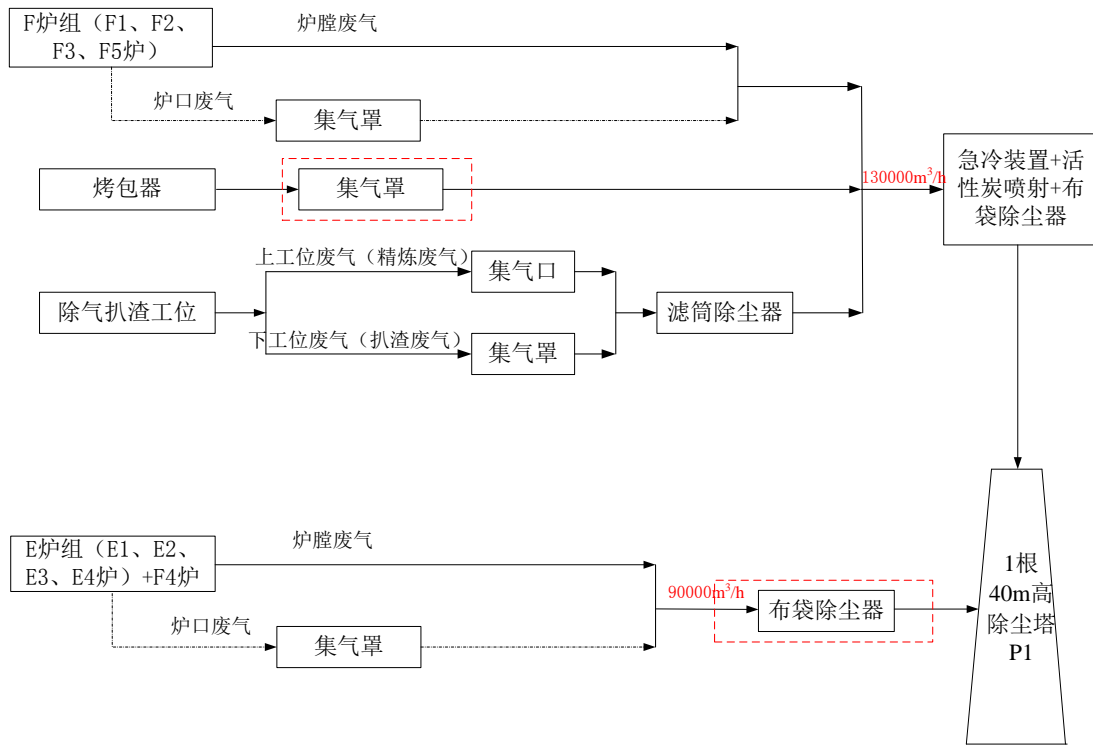 F炉组（F1、F2、
F3、F5炉）
炉膛废气
炉口废气
集气罩
烤包器
集气罩
130000m³/h
急冷装置+活
性炭喷射+布
袋除尘器
除气扒渣工位
上工位废气（精炼废气）
集气口
下工位废气（扒渣废气）
集气罩
滤筒除尘器
E炉组（E1、E2、
E3、E4炉）+F4炉
炉膛废气
炉口废气
集气罩
90000m³/h
布袋除尘器
1根
40m高
除尘塔
P1